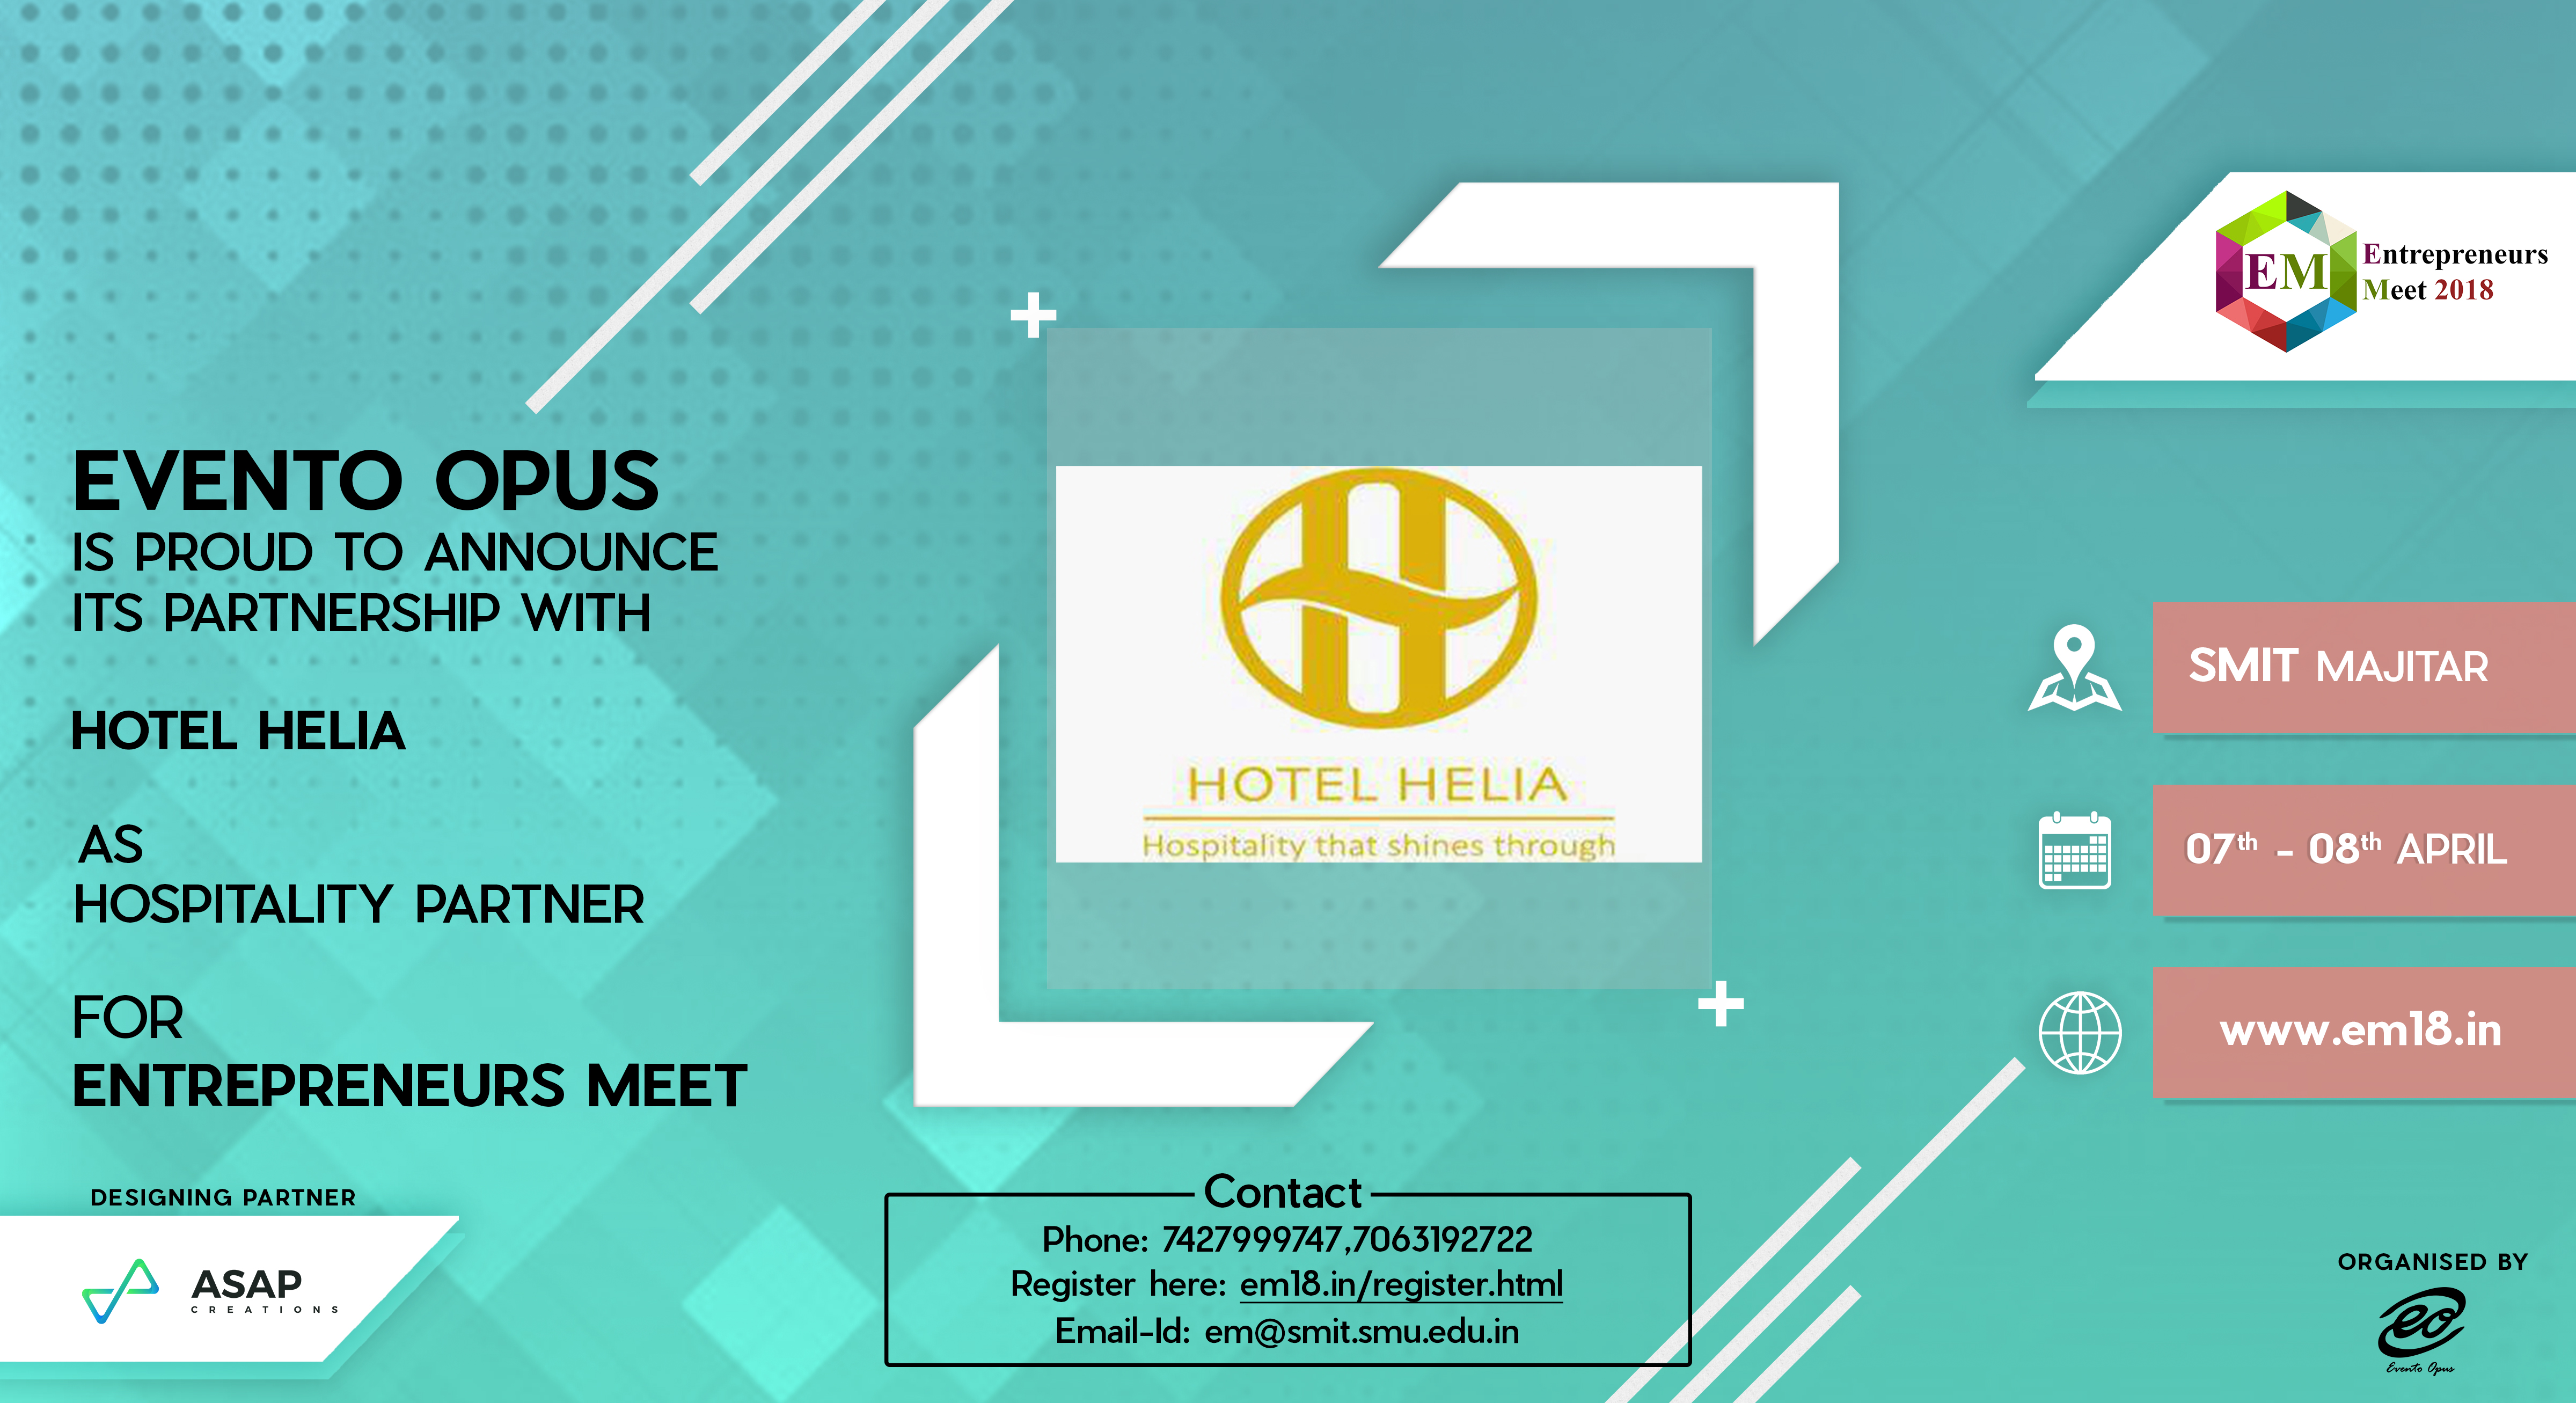 EVENTO OPUS
IS PROUD TO ANNOUNCE
ITS PARTNERSHIP WITH
HOTEL HELIA
AS
HOSPITALITY PARTNER
FOR
ENTREPRENEURS MEET
DESIGNING PARTNER
ASAP
CREATIONS
HOTEL HELIA
Hospitality that shines through
Contact
Phone: 7427999747,7063192722
Register here: em18.in/register.html
Email-Id: em@smit.smu.edu.in
EM
Entrepreneurs
Meet 2018
SMIT MAJITAR
07th - 08th APRIL
www.em18.in
ORGANISED BY
eo
Evento Opus